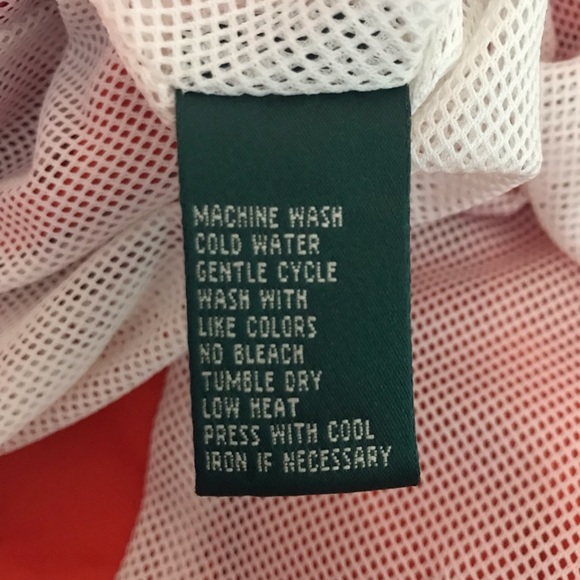 MACHINE WASH
COLD WATER
GENTLE CYCLE
WASH WITH
LIKE COLORS
NO BLEACH
TUMBLE DRY
LOW HEAT
PRESS WITH COOL
IRON IF NECESSARY